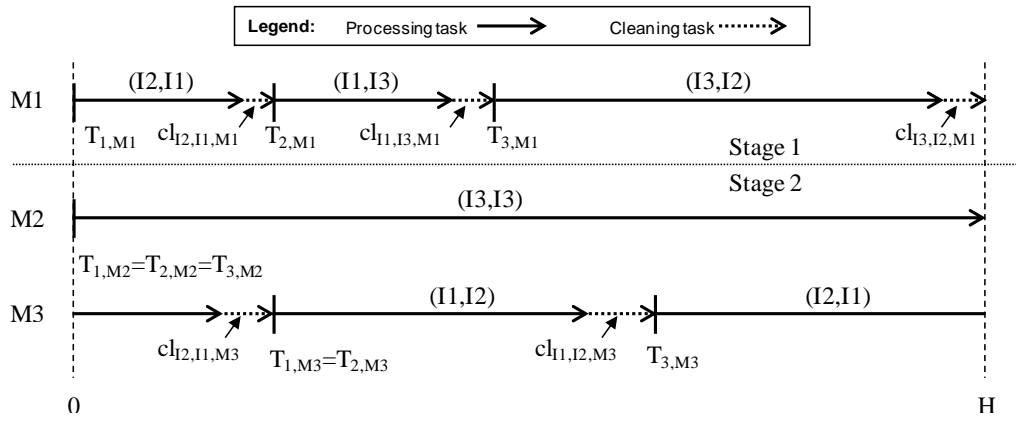 Legend: Processing task Cleaning task
(I2,I1) (I1,I3) (I3,I2)
M1
T1,M1 clI2,I1,M1 T2,M1 clI1,I3,M1 T3,M1 clI3,I2,M1
Stage 1
Stage 2
(I3,I3)
M2
T1,M2=T2,M2=T3,M2
(I1,I2) (I2,I1)
M3
clI2,I1,M3 T1,M3=T2,M3 clI1,I2,M3 T3,M3
0 H